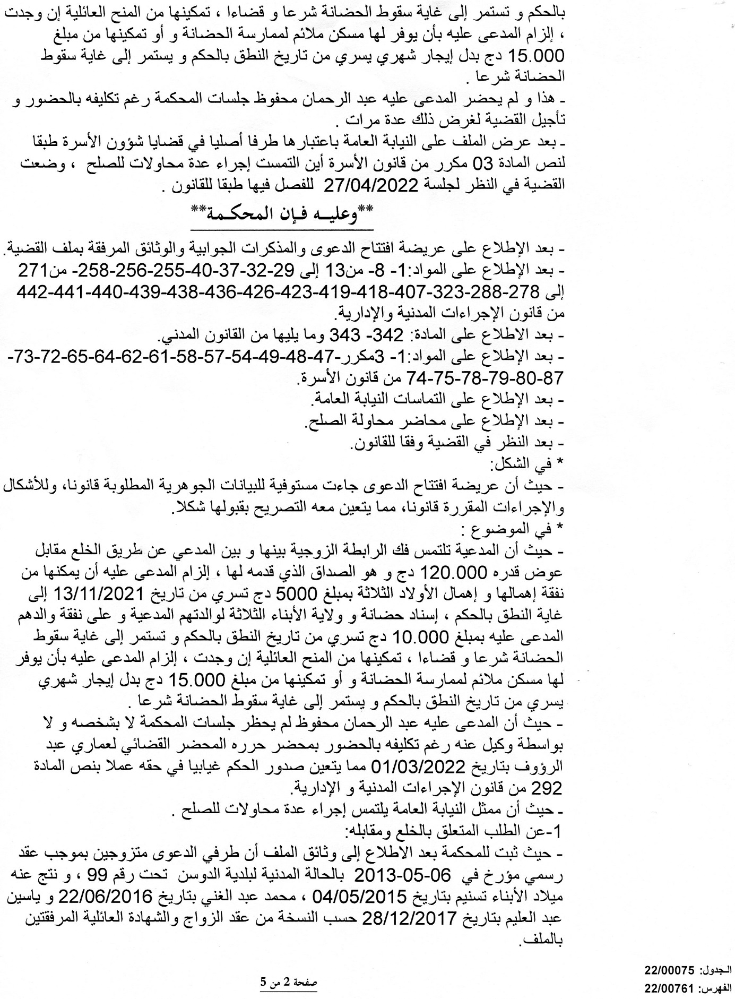 بالحكم و تستمر إلى غاية سقوط الحضانة شرعا و قضاءا ، تمكينها من المنح العائلية إن وجدت
، إلزام المدعى عليه بأن يوفر لها مسكن ملائم لممارسة الحضانة و أو تمكينها من مبلغ
15.000 دج بدل إيجار شهري يسري من تاريخ النطق بالحكم و يستمر إلى غاية سقوط
الحضانة شرعا .
ـ هذا و لم يحضر المدعى عليه عبد الرحمان محفوظ جلسات المحكمة رغم تكليفه بالحضور و
تأجيل القضية لغرض ذلك عدة مرات .
ـ بعد عرض الملف على النيابة العامة باعتبارها طرفا أصليا في قضايا شؤون الأسرة طبقا
لنص المادة 03 مكرر من قانون الأسرة أين التمست إجراء عدة محاولات للصلح ، وضعت
القضية في النظر لجلسة 27/04/2022 للفصل فيها طبقا للقانون .
**وعليــه فـإن المحكـمة**
- بعد الإطلاع على عريضة افتتاح الدعوى والمذكرات الجوابية والوثائق المرفقة بملف القضية.
- بعد الإطلاع على المواد:1- 8- من13 إلى 29-32-37-40-255-256-258- من271
إلى 278-288-323-407-418-419-423-426-436-438-439-440-441-442
من قانون الإجراءات المدنية والإدارية.
- بعد الاطلاع على المادة: 342- 343 وما يليها من القانون المدني.
- بعد الإطلاع على المواد:1- 3مكرر-47-48-49-54-57-58-61-62-64-65-72-73-
74-75-78-79-80-87 من قانون الأسرة.
- بعد الإطلاع على التماسات النيابة العامة.
- بعد الإطلاع على محاضر محاولة الصلح.
- بعد النظر في القضية وفقا للقانون.
* في الشكل:
- حيث أن عريضة افتتاح الدعوى جاءت مستوفية للبيانات الجوهرية المطلوبة قانونا، وللأشكال
والإجراءات المقررة قانونا، مما يتعين معه التصريح بقبولها شكلا.
* في الموضوع :
- حيث أن المدعية تلتمس فك الرابطة الزوجية بينها و بين المدعي عن طريق الخلع مقابل
عوض قدره 120.000 دج و هو الصداق الذي قدمه لها ، إلزام المدعى عليه أن يمكنها من
نفقة إهمالها و إهمال الأولاد الثلاثة بمبلغ 5000 دج تسري من تاريخ 13/11/2021 إلى
غاية النطق بالحكم ، إسناد حضانة و ولاية الأبناء الثلاثة لوالدتهم المدعية و على نفقة والدهم
المدعى عليه بمبلغ 10.000 دج تسري من تاريخ النطق بالحكم و تستمر إلى غاية سقوط
الحضانة شرعا و قضاءا ، تمكينها من المنح العائلية إن وجدت ، إلزام المدعى عليه بأن يوفر
لها مسكن ملائم لممارسة الحضانة و أو تمكينها من مبلغ 15.000 دج بدل إيجار شهري
يسري من تاريخ النطق بالحكم و يستمر إلى غاية سقوط الحضانة شرعا .
- حيث أن المدعى عليه عبد الرحمان محفوظ لم يحظر جلسات المحكمة لا بشخصه و لا
بواسطة وكيل عنه رغم تكليفه بالحضور بمحضر حرره المحضر القضائي لعماري عبد
الرؤوف بتاريخ 01/03/2022 مما يتعين صدور الحكم غيابيا في حقه عملا بنص المادة
292 من قانون الإجراءات المدنية و الإدارية.
ـ حيث أن ممثل النيابة العامة يلتمس إجراء عدة محاولات للصلح .
1-عن الطلب المتعلق بالخلع ومقابله:
- حيث ثبت للمحكمة بعد الاطلاع إلى وثائق الملف أن طرفي الدعوى متزوجين بموجب عقد
رسمي مؤرخ في 06-05-2013 بالحالة المدنية لبلدية الدوسن تحت رقم 99 ، و نتج عنه
ميلاد الأبناء تسنيم بتاريخ 04/05/2015 ، محمد عبد الغني بتاريخ 22/06/2016 و ياسين
عبد العليم بتاريخ 28/12/2017 حسب النسخة من عقد الزواج والشهادة العائلية المرفقتين
بالملف.
الـجدول: 22/00075
صفحة 2 من 5
الفهرس: 22/00761